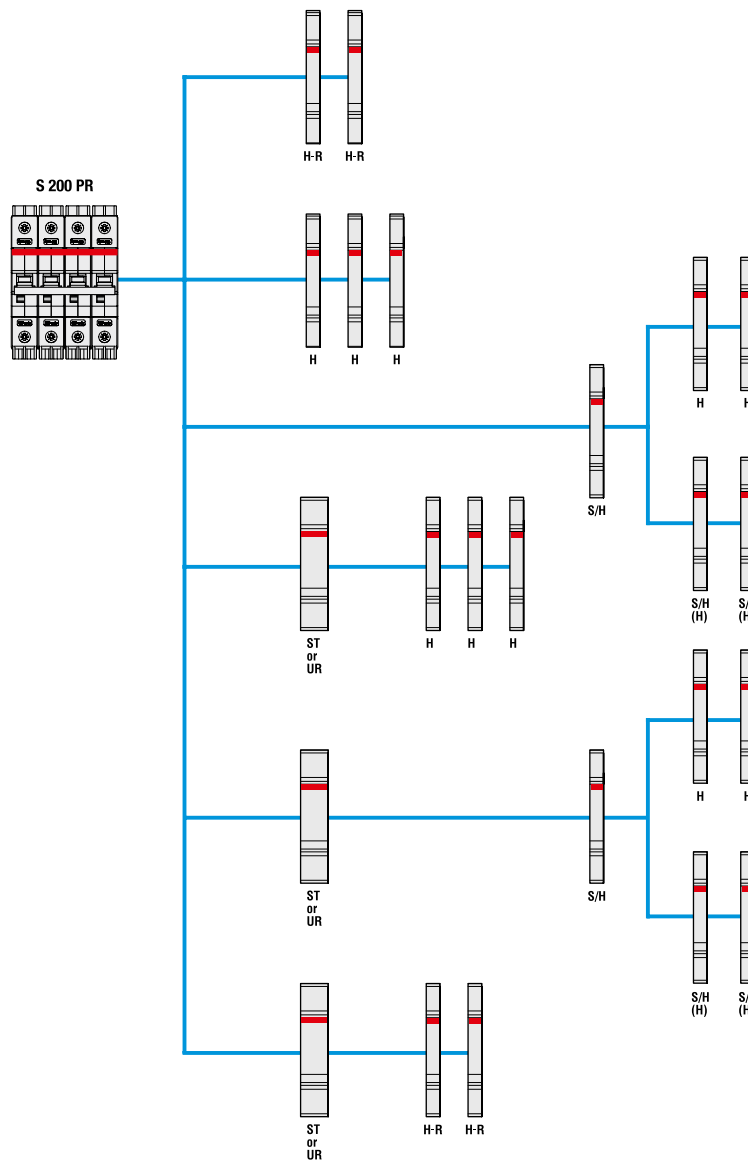 H-R H-R
S 200 PR
H H H
H H
S/H
S/H
(H)
S/
(H
ST
or
UR
H H H
H H
ST
or
UR
S/H
S/H
(H)
S/
(H
ST
or
UR
H-R H-R